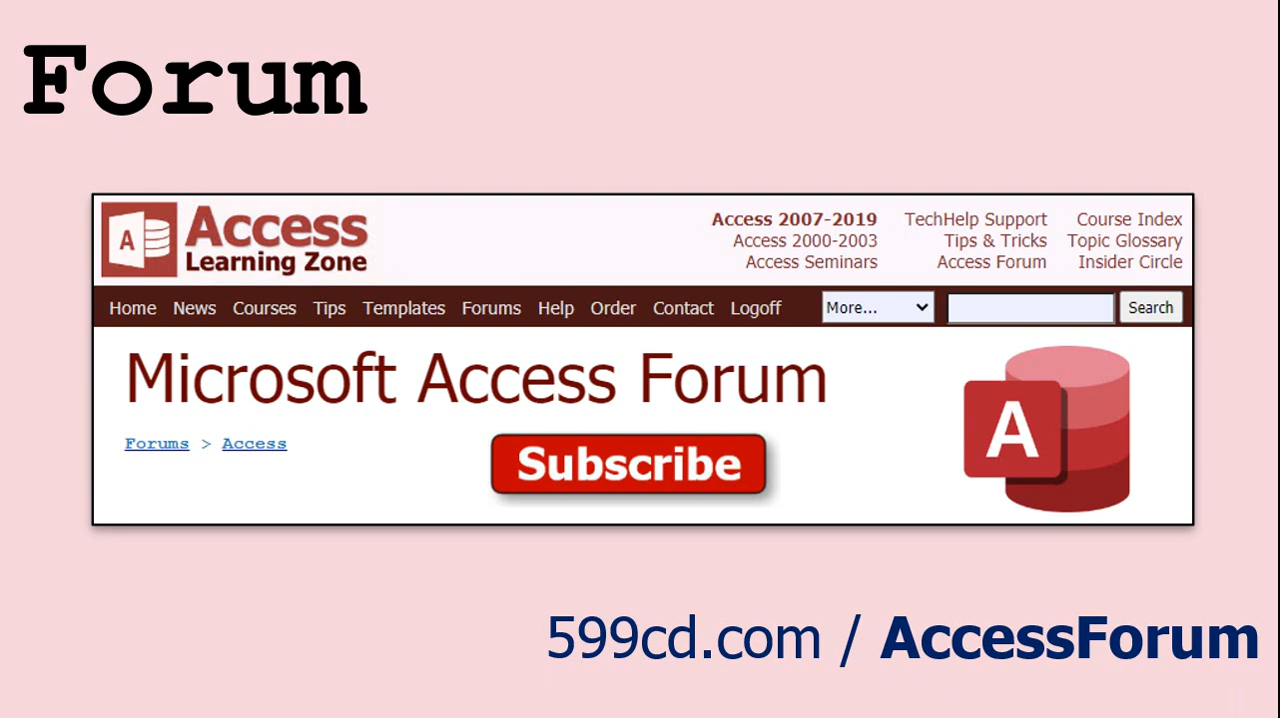 Forum
A Access
Learning Zone
Access 2007-2019 TechHelp Support Course Index
Access 2000-2003 Tips & Tricks Topic Glossary
Access Seminars Access Forum Insider Circle
Home News Courses Tips Templates Forums Help Order Contact Logoff More... Search
Microsoft Access Forum
A
Forums > Access
Subscribe
599cd.com / AccessForum